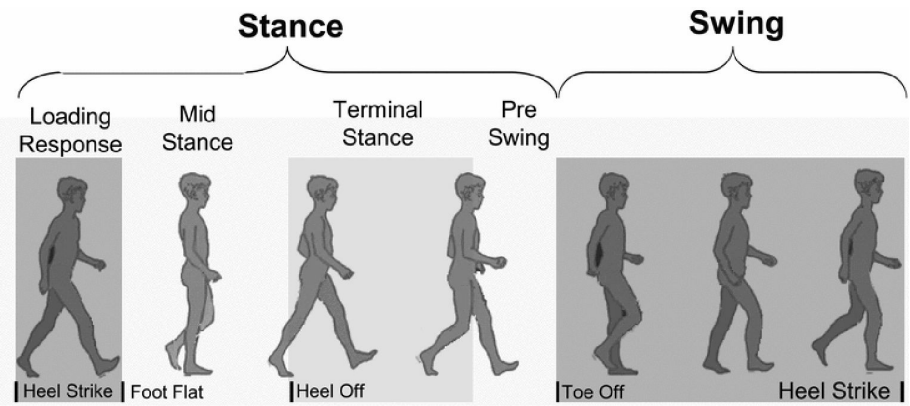 Stance
Swing
Loading
Response
Mid
Stance
Terminal
Stance
Pre
Swing
Heel Strike
Foot Flat
Heel Off
Toe Off
Heel Strike